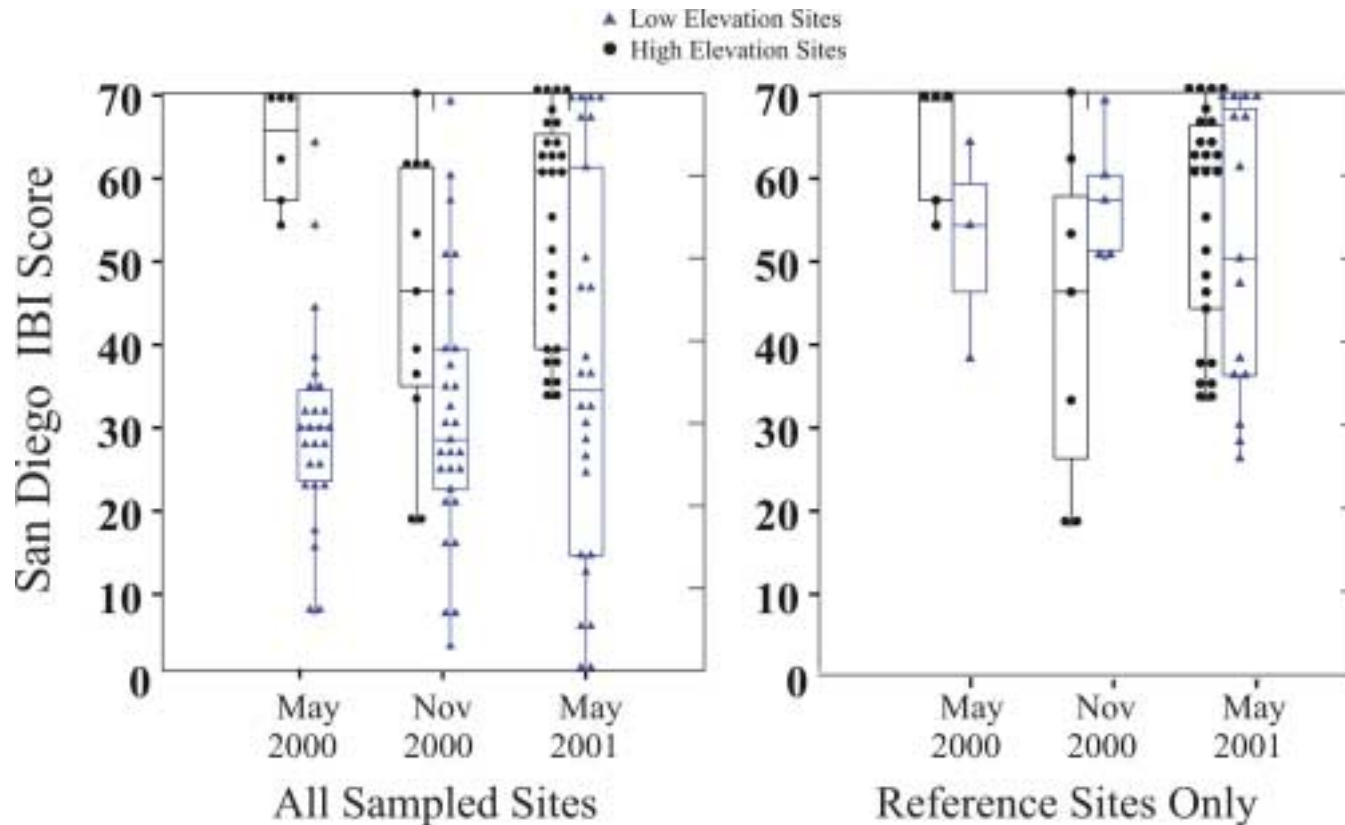 Low Elevation Sites
High Elevation Sites
San Diego IBI Score
70
60
50
40
30
20
10
0
May 2000
Nov 2000
May 2001
All Sampled Sites
70
60
50
40
30
20
10
0
May 2000
Nov 2000
May 2001
Reference Sites Only